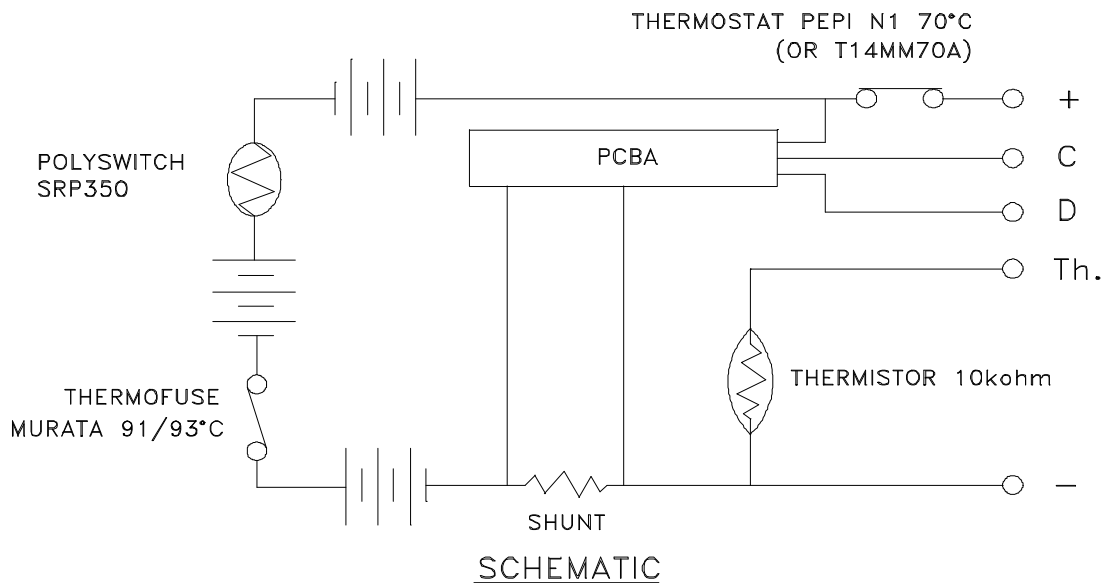 THERMOSTAT PEPI N1 70°C
(OR T14MM70A)
+
POLYSWITCH
SRP350
PCBA
C
D
Th.
THERMOFUSE
MURATA 91/93°C
THERMISTOR 10kohm
SHUNT
−
SCHEMATIC